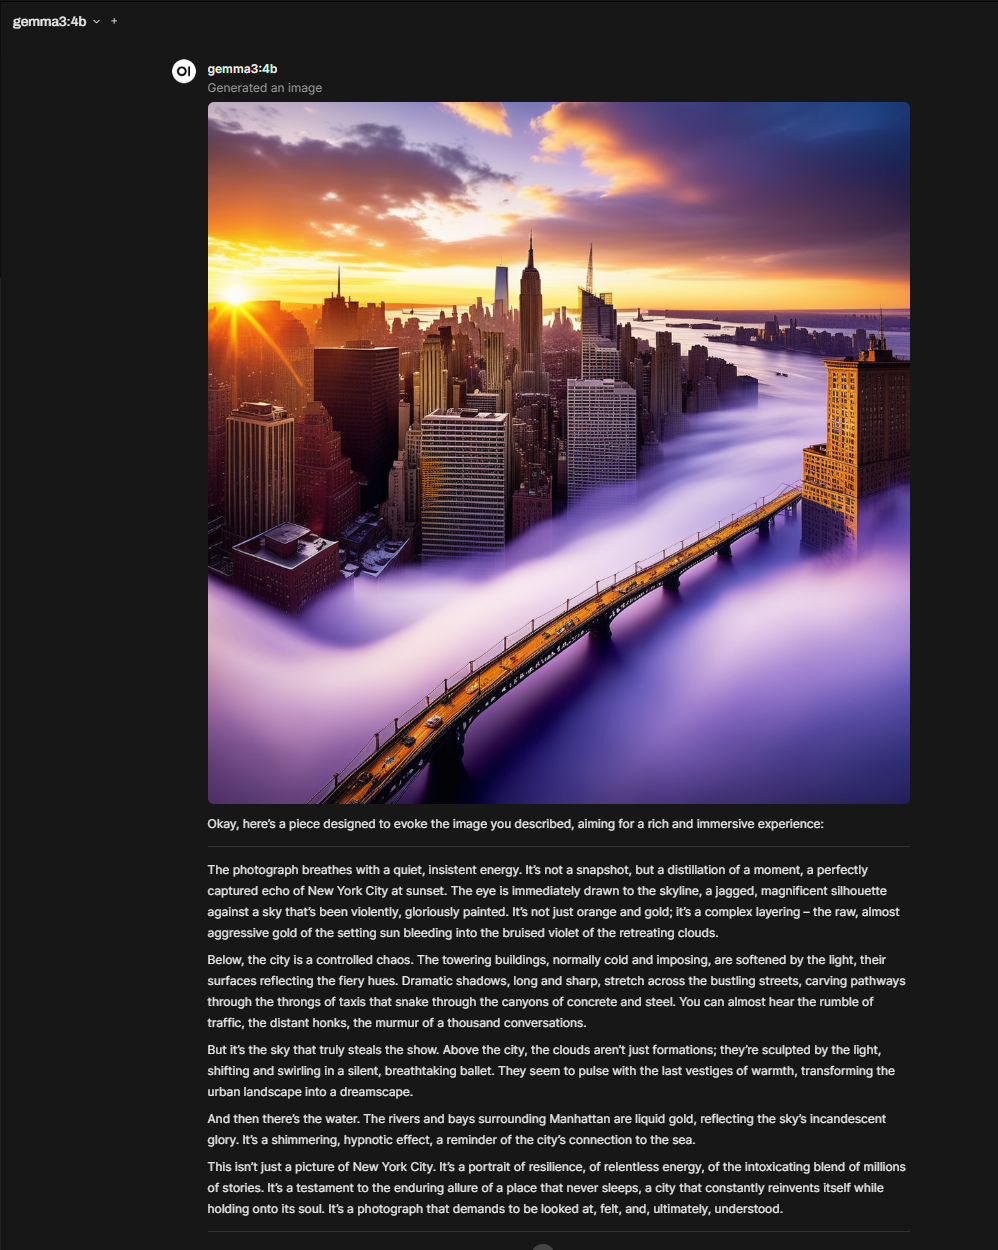 gemma3:4b
OI
gemma3:4b
Generated an image
Okay, here's a piece designed to evoke the image you described, aiming for a rich and immersive experience:
The photograph breathes with a quiet, insistent energy. It's not a snapshot, but a distillation of a moment, a perfectly
captured echo of New York City at sunset. The eye is immediately drawn to the skyline, a jagged, magnificent silhouette
against a sky that's been violently, gloriously painted. It's not just orange and gold; it's a complex layering – the raw, almost
aggressive gold of the setting sun bleeding into the bruised violet of the retreating clouds.
Below, the city is a controlled chaos. The towering buildings, normally cold and imposing, are softened by the light, their
surfaces reflecting the fiery hues. Dramatic shadows, long and sharp, stretch across the bustling streets, carving pathways
through the throngs of taxis that snake through the canyons of concrete and steel. You can almost hear the rumble of
traffic, the distant honks, the murmur of a thousand conversations.
But it's the sky that truly steals the show. Above the city, the clouds aren't just formations; they're sculpted by the light,
shifting and swirling in a silent, breathtaking ballet. They seem to pulse with the last vestiges of warmth, transforming the
urban landscape into a dreamscape.
And then there's the water. The rivers and bays surrounding Manhattan are liquid gold, reflecting the sky's incandescent
glory. It's a shimmering, hypnotic effect, a reminder of the city's connection to the sea.
This isn't just a picture of New York City. It's a portrait of resilience, of relentless energy, of the intoxicating blend of millions
of stories. It's a testament to the enduring allure of a place that never sleeps, a city that constantly reinvents itself while
holding onto its soul. It's a photograph that demands to be looked at, felt, and, ultimately, understood.